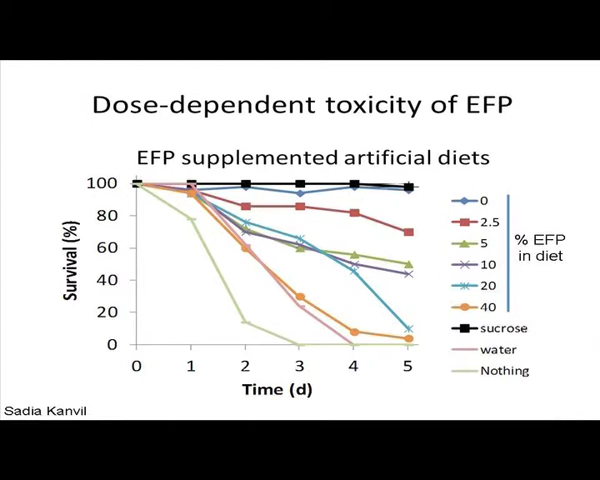 Dose-dependent toxicity of EFP
EFP supplemented artificial diets
100
80
60
40
20
0
Survival (%)
0 1 2 3 4 5
Time (d)
0
2.5
5
10
20
40
sucrose
water
Nothing
% EFP
in diet
Sadia Kanvil